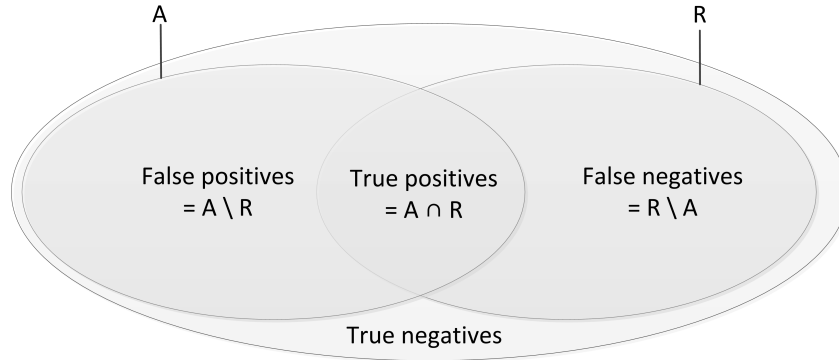 A
R
False positives
= A \ R
True positives
= A ∩ R
False negatives
= R \ A
True negatives